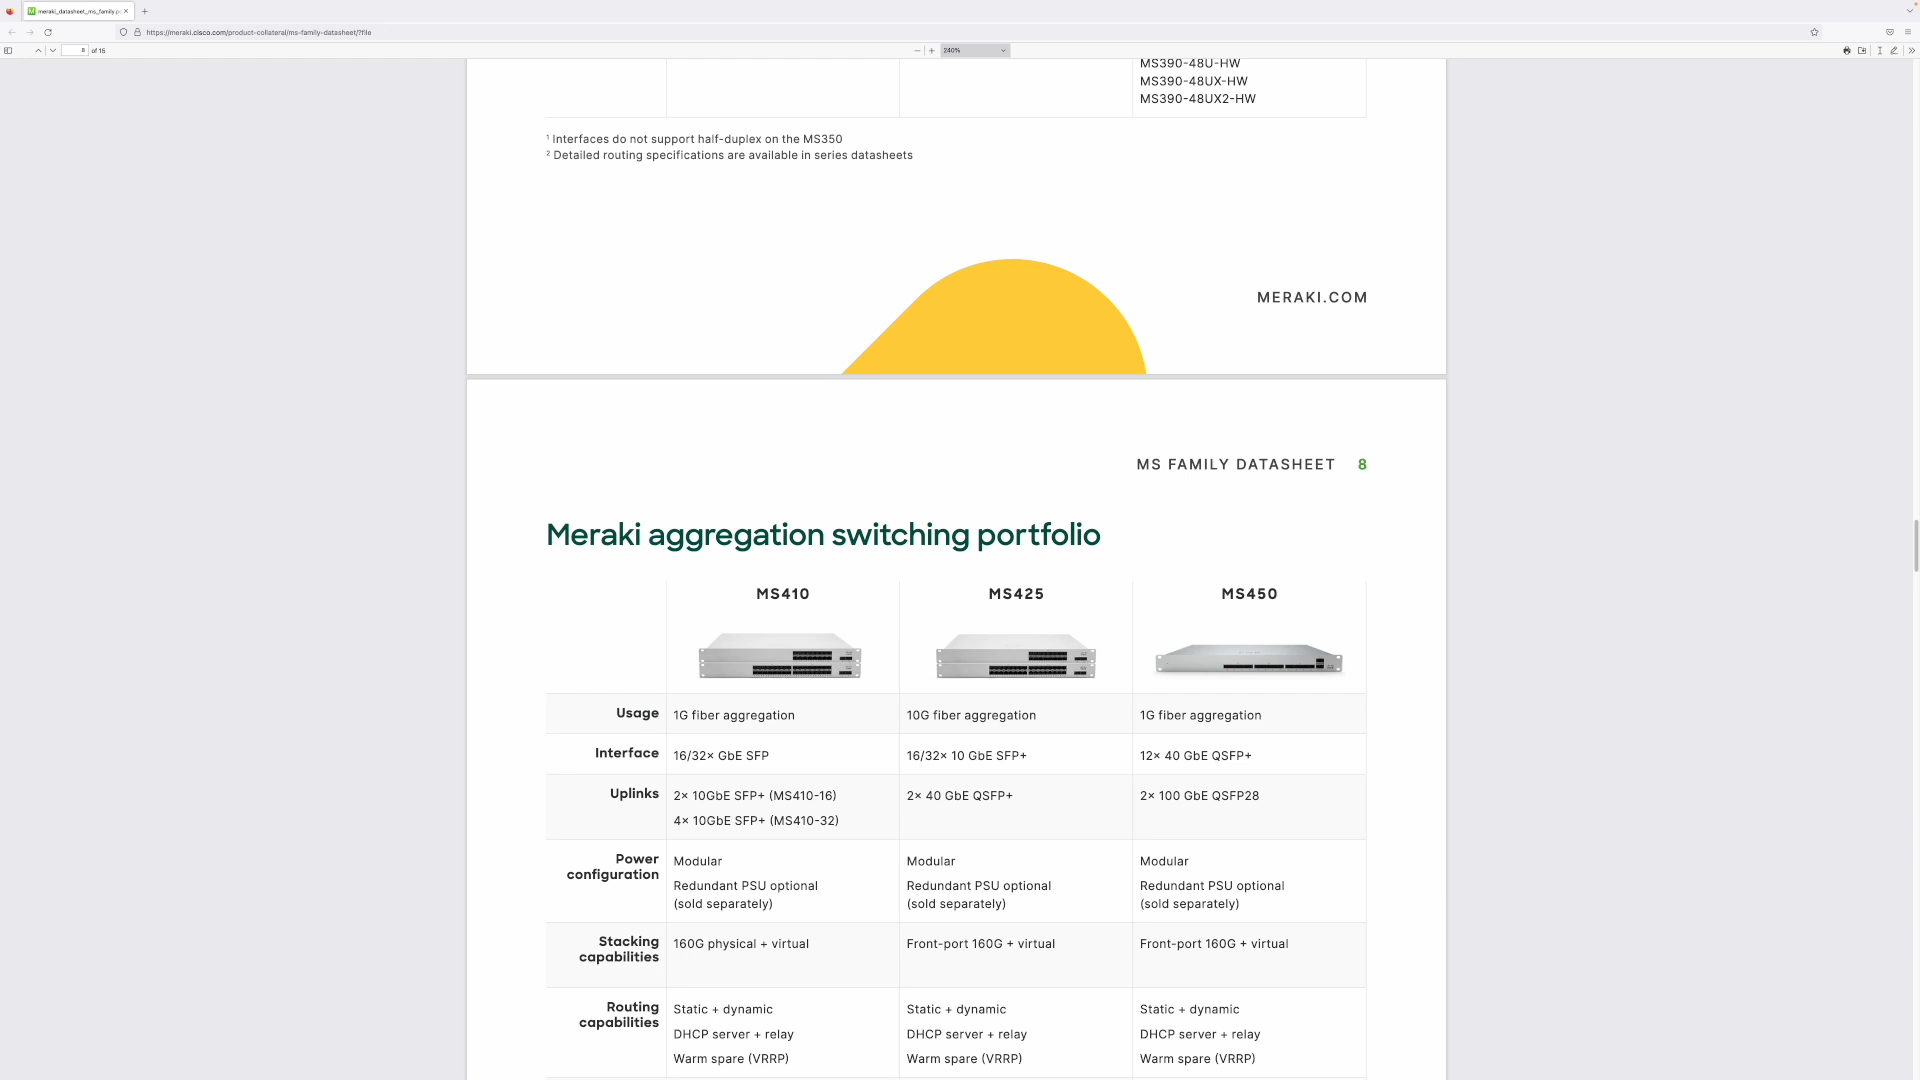 meraki_datasheet_ms_family.p
https://meraki.cisco.com/product-collateral/ms-family-datasheet/?file
8 of 15
240%
MS390-48U-HW
MS390-48UX-HW
MS390-48UX2-HW
¹ Interfaces do not support half-duplex on the MS350
² Detailed routing specifications are available in series datasheets
MERAKI.COM
MS FAMILY DATASHEET 8
Meraki aggregation switching portfolio
MS410 MS425 MS450
Usage 1G fiber aggregation 10G fiber aggregation 1G fiber aggregation
Interface 16/32× GbE SFP 16/32× 10 GbE SFP+ 12× 40 GbE QSFP+
Uplinks 2× 10GbE SFP+ (MS410-16) 2× 40 GbE QSFP+ 2× 100 GbE QSFP28
4× 10GbE SFP+ (MS410-32)
Power configuration Modular Modular Modular
Redundant PSU optional Redundant PSU optional Redundant PSU optional
(sold separately) (sold separately) (sold separately)
Stacking capabilities 160G physical + virtual Front-port 160G + virtual Front-port 160G + virtual
Routing capabilities Static + dynamic Static + dynamic Static + dynamic
DHCP server + relay DHCP server + relay DHCP server + relay
Warm spare (VRRP) Warm spare (VRRP) Warm spare (VRRP)